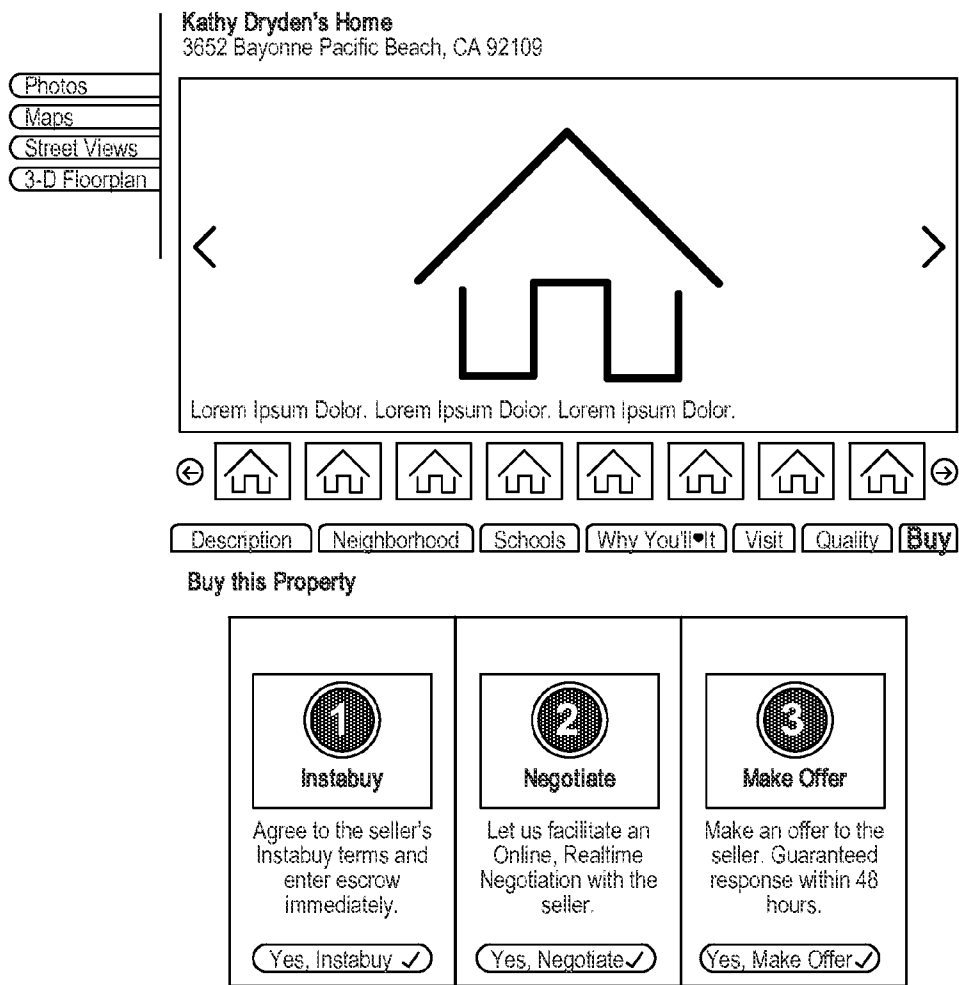 Kathy Dryden's Home
3652 Bayonne Pacific Beach, CA 92109
Photos
Maps
Street Views
3-D Floorplan
Lorem Ipsum Dolor. Lorem Ipsum Dolor. Lorem Ipsum Dolor.
Description Neighborhood Schools Why You'll♥It Visit Quality Buy
Buy this Property
1
Instabuy
Agree to the seller's
Instabuy terms and
enter escrow
immediately.
Yes, Instabuy ✓
2
Negotiate
Let us facilitate an
Online, Realtime
Negotiation with the
seller.
Yes, Negotiate ✓
3
Make Offer
Make an offer to the
seller. Guaranteed
response within 48
hours.
Yes, Make Offer ✓